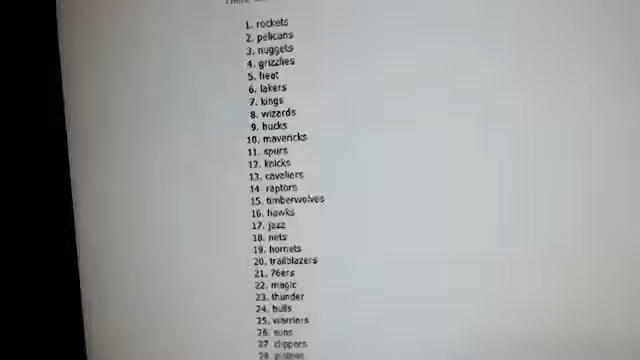 1. rockets
2. pelicans
3. nuggets
4. grizzlies
5. heat
6. lakers
7. kings
8. wizards
9. bucks
10. mavericks
11. spurs
12. knicks
13. cavaliers
14 raptors
15. timberwolves
16. hawks
17. jazz
18. nets
19. hornets
20. trailblazers
21. 76ers
22. magic
23. thunder
24. bulls
25. warriors
26. suns
27 clippers
28. pistons